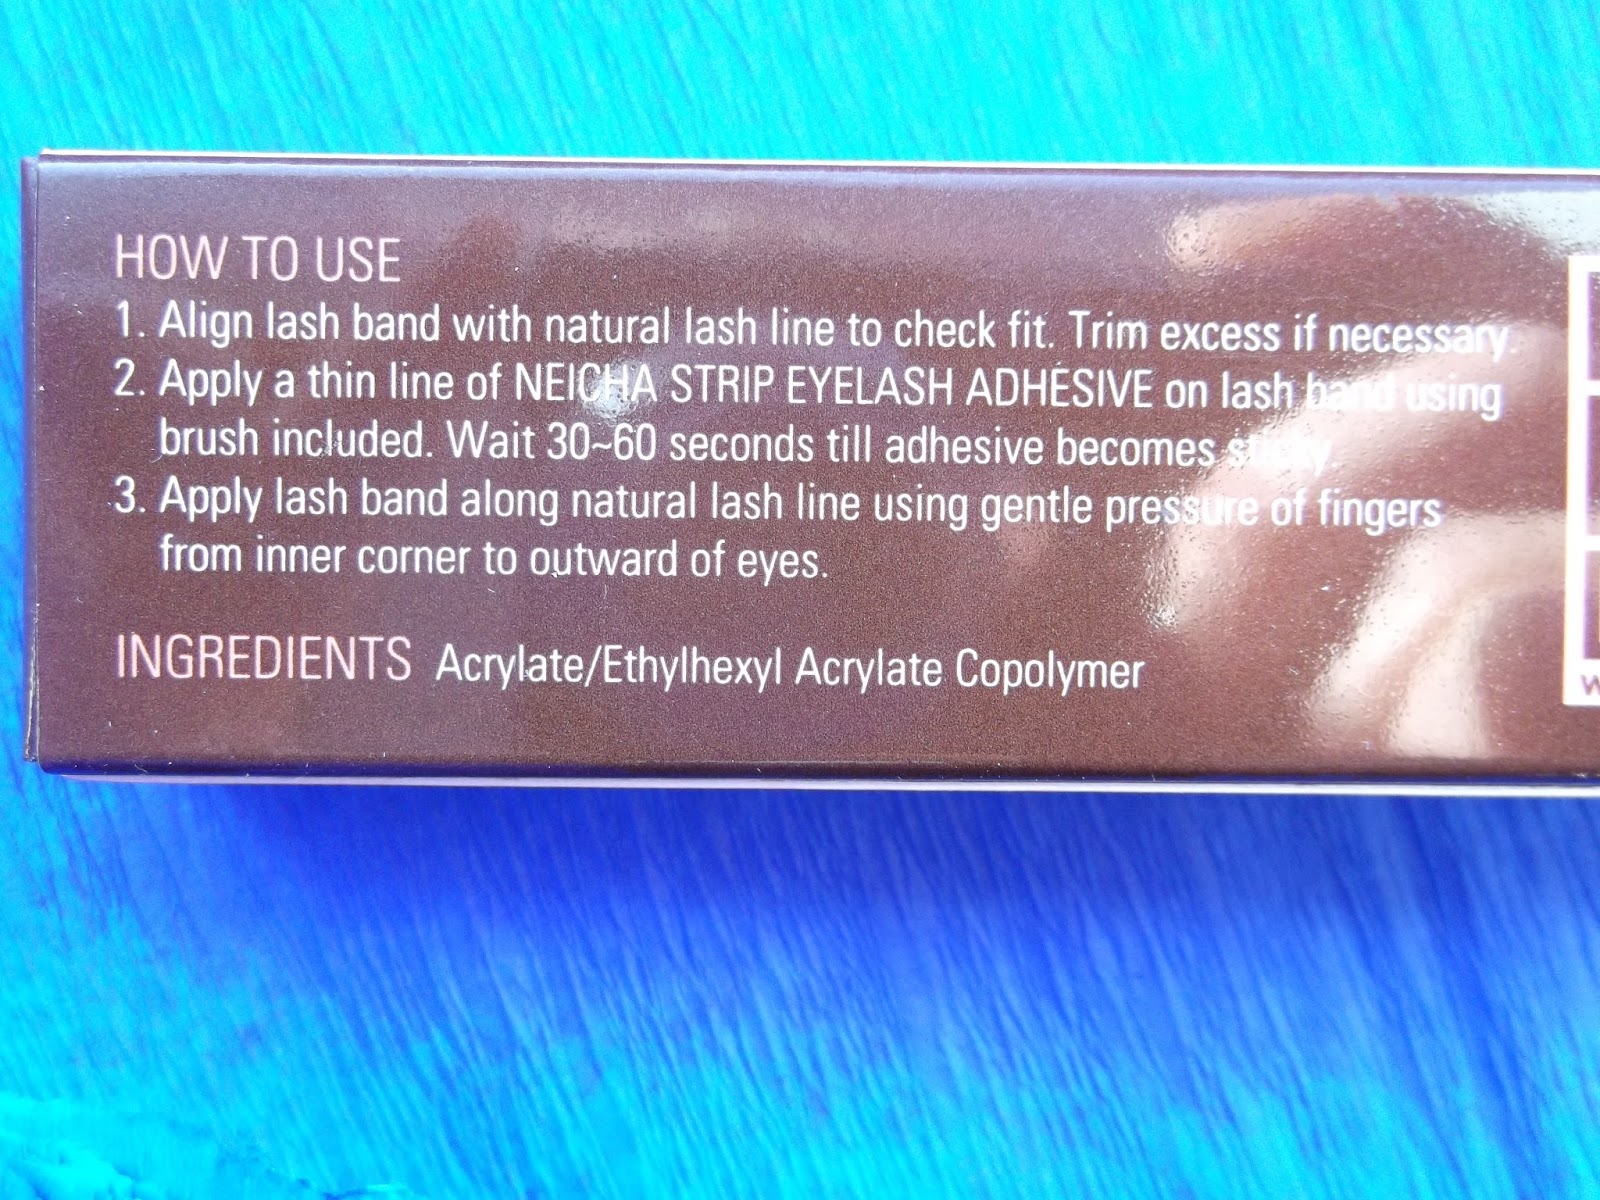 HOW TO USE
1. Align lash band with natural lash line to check fit. Trim excess if necessary.
2. Apply a thin line of NEICHA STRIP EYELASH ADHESIVE on lash band using
brush included. Wait 30~60 seconds till adhesive becomes sticky.
3. Apply lash band along natural lash line using gentle pressure of fingers
from inner corner to outward of eyes.
INGREDIENTS Acrylate/Ethylhexyl Acrylate Copolymer